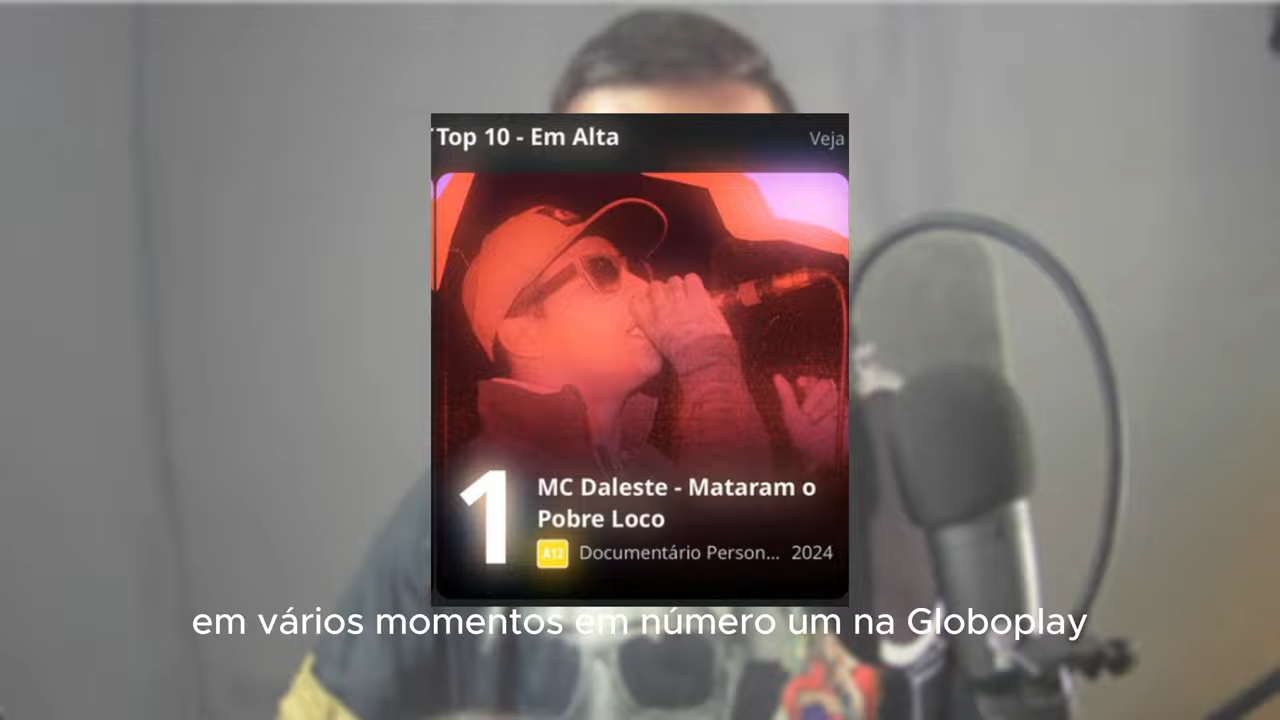 Top 10 - Em Alta
Veja
1
MC Daleste - Mataram o
Pobre Loco
A12
Documentário Person... 2024
em vários momentos em número um na Globoplay